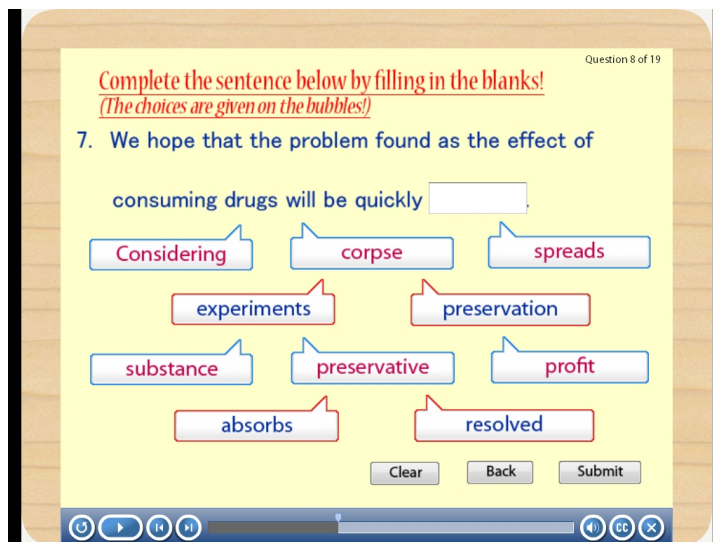 Question 8 of 19
Complete the sentence below by filling in the blanks!
(The choices are given on the bubbles!)
7. We hope that the problem found as the effect of
consuming drugs will be quickly .
Considering corpse spreads
experiments preservation
substance preservative profit
absorbs resolved
Clear Back Submit
CC